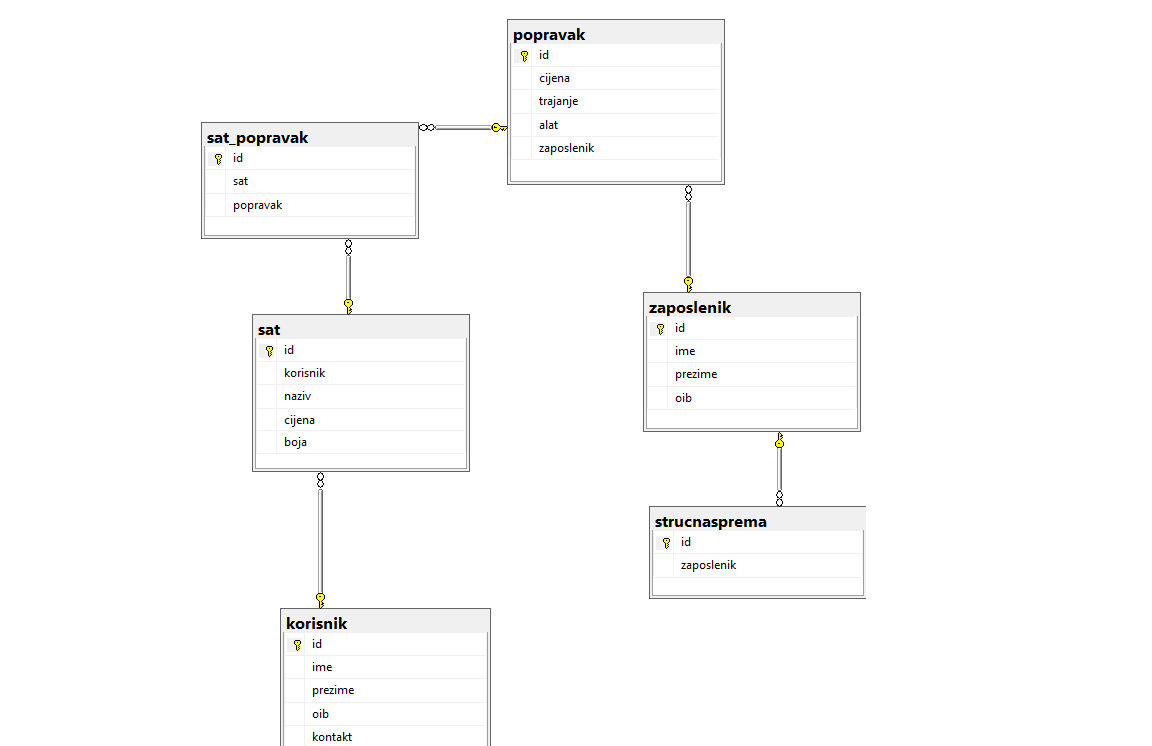 popravak
id
cijena
trajanje
alat
zaposlenik
sat_popravak
id
sat
popravak
zaposlenik
id
ime
prezime
oib
sat
id
korisnik
naziv
cijena
boja
strucnasprema
id
zaposlenik
korisnik
id
ime
prezime
oib
kontakt